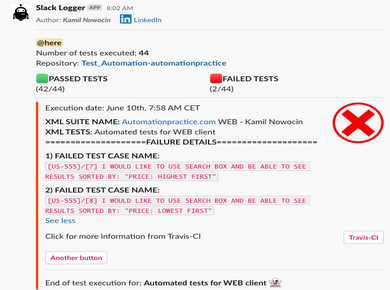 Slack Logger APP 8:02 AM
Author: Kamil Nowocin LinkedIn
@here
Number of tests executed: 44
Repository: Test_Automation-automationpractice
PASSED TESTS FAILED TESTS
(42/44) (2/44)
Execution date: June 10th, 7:58 AM CET
XML SUITE NAME: Automationpractice.com WEB - Kamil Nowocin
XML TESTS: Automated tests for WEB client
====================FAILURE DETAILS====================
1) FAILED TEST CASE NAME:
[US-555]/[7] I WOULD LIKE TO USE SEARCH BOX AND BE ABLE TO SEE
RESULTS SORTED BY: "PRICE: HIGHEST FIRST"
2) FAILED TEST CASE NAME:
[US-555]/[8] I WOULD LIKE TO USE SEARCH BOX AND BE ABLE TO SEE
RESULTS SORTED BY: "PRICE: LOWEST FIRST"
See less
Click for more information from Travis-CI Travis-CI
Another button
End of test execution for: Automated tests for WEB client